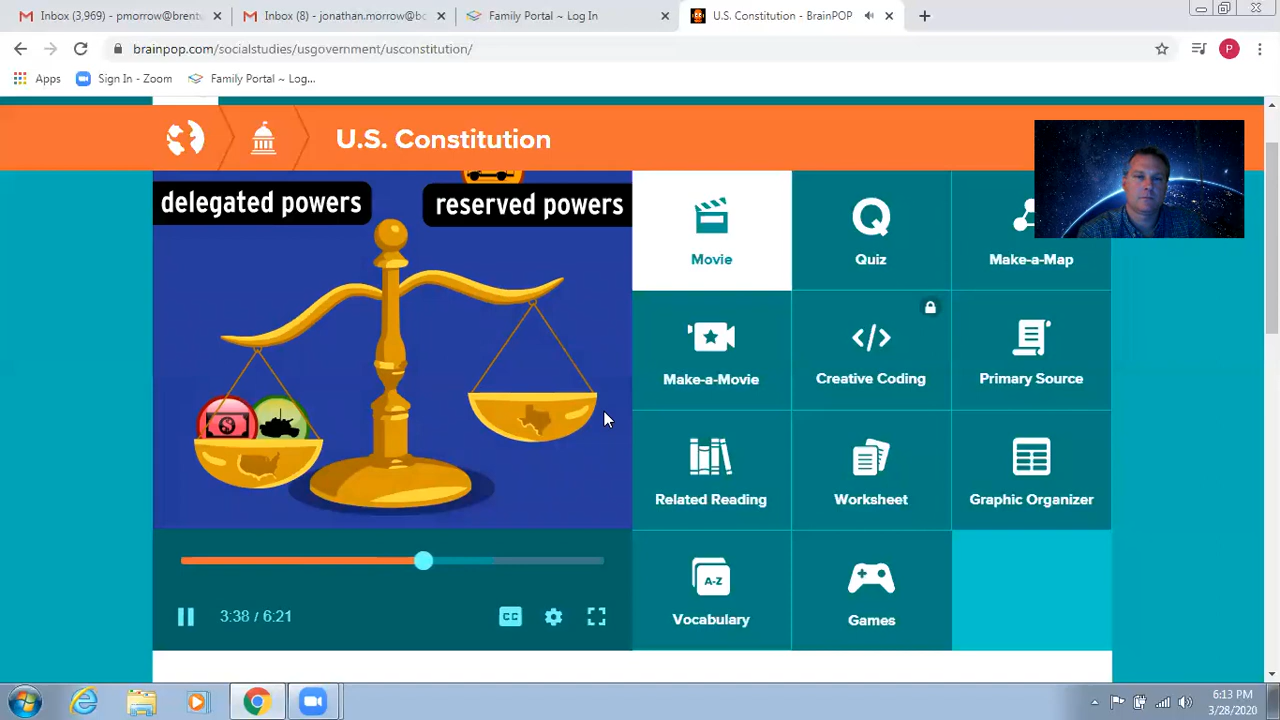 Inbox (3,969) - pmorrow@brentw
Inbox (8) - jonathan.morrow@b
Family Portal ~ Log In
U.S. Constitution - BrainPOP
brainpop.com/socialstudies/usgovernment/usconstitution/
P
Apps
Sign In - Zoom
Family Portal ~ Log...
U.S. Constitution
delegated powers
reserved powers
Movie
Quiz
Make-a-Map
Make-a-Movie
Creative Coding
Primary Source
Related Reading
Worksheet
Graphic Organizer
A-Z
Vocabulary
Games
3:38 / 6:21
CC
6:13 PM
3/28/2020